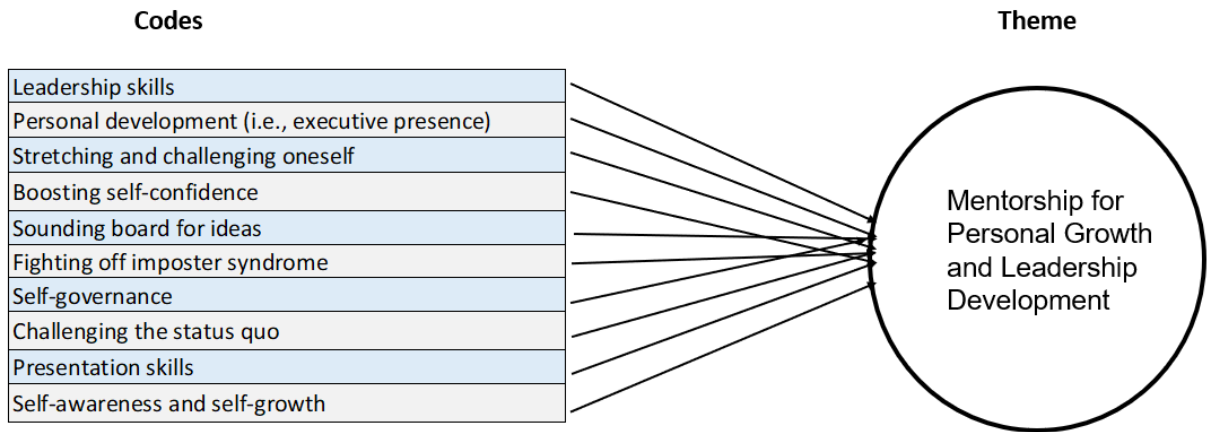 Codes
Theme
Leadership skills
Personal development (i.e., executive presence)
Stretching and challenging oneself
Boosting self-confidence
Sounding board for ideas
Fighting off imposter syndrome
Self-governance
Challenging the status quo
Presentation skills
Self-awareness and self-growth
Mentorship for
Personal Growth
and Leadership
Development